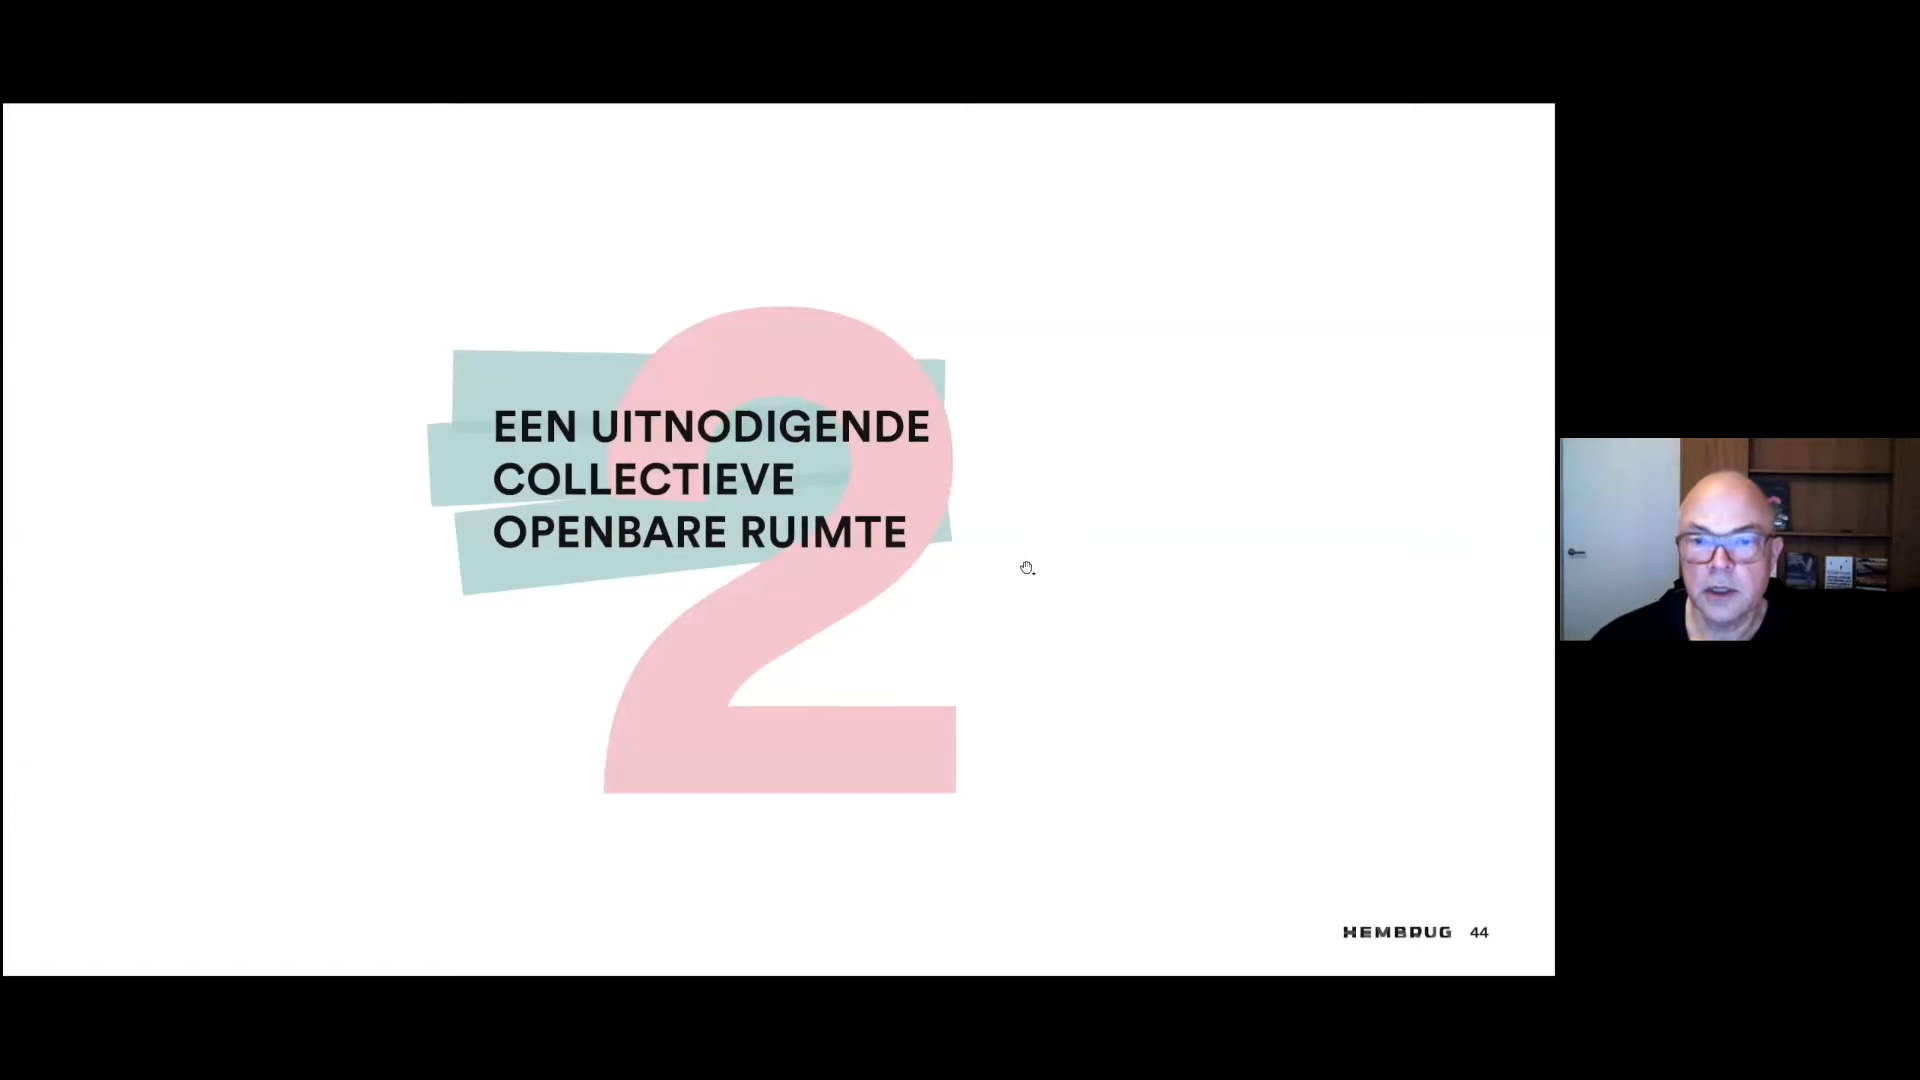 2
EEN UITNODIGENDE
COLLECTIEVE
OPENBARE RUIMTE
HEMBRUG 44